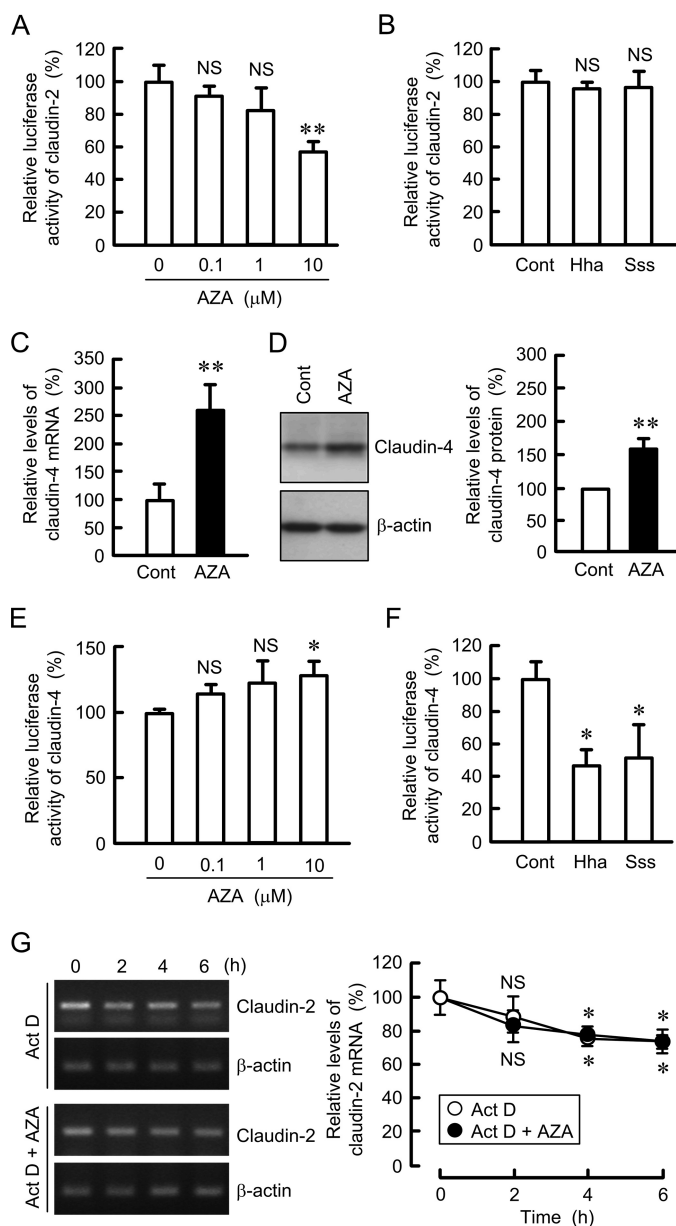 A
Relative luciferase
activity of claudin-2 (%)
120
100
80
60
40
20
0
NS
NS
**
0
0.1
1
10
AZA (μM)
B
Relative luciferase
activity of claudin-2 (%)
120
100
80
60
40
20
0
NS
NS
Cont
Hha
Sss
C
Relative levels of
claudin-4 mRNA (%)
350
300
250
200
150
100
50
0
**
Cont
AZA
D
Cont
AZA
Claudin-4
β-actin
Relative levels of
claudin-4 protein (%)
300
200
150
100
50
0
**
Cont
AZA
E
Relative luciferase
activity of claudin-4 (%)
150
100
50
0
NS
NS
*
0
0.1
1
10
AZA (μM)
F
Relative luciferase
activity of claudin-4 (%)
120
100
80
60
40
20
0
*
*
Cont
Hha
Sss
G
0
2
4
6
(h)
Act D
Claudin-2
β-actin
Act D + AZA
Claudin-2
β-actin
Relative levels of
claudin-2 mRNA (%)
120
100
80
60
40
20
0
NS
*
*
NS
*
*
Act D
Act D + AZA
0
2
4
6
Time (h)